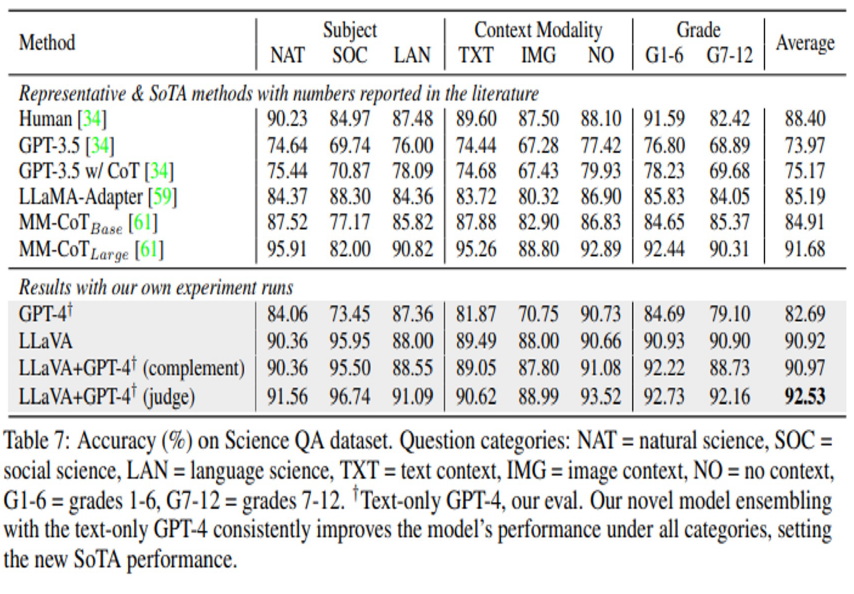 Method Subject Context Modality Grade Average
NAT SOC LAN TXT IMG NO G1-6 G7-12
Representative & SoTA methods with numbers reported in the literature
Human [34] 90.23 84.97 87.48 89.60 87.50 88.10 91.59 82.42 88.40
GPT-3.5 [34] 74.64 69.74 76.00 74.44 67.28 77.42 76.80 68.89 73.97
GPT-3.5 w/ CoT [34] 75.44 70.87 78.09 74.68 67.43 79.93 78.23 69.68 75.17
LLaMA-Adapter [59] 84.37 88.30 84.36 83.72 80.32 86.90 85.83 84.05 85.19
MM-CoTBase [61] 87.52 77.17 85.82 87.88 82.90 86.83 84.65 85.37 84.91
MM-CoTLarge [61] 95.91 82.00 90.82 95.26 88.80 92.89 92.44 90.31 91.68
Results with our own experiment runs
GPT-4† 84.06 73.45 87.36 81.87 70.75 90.73 84.69 79.10 82.69
LLaVA 90.36 95.95 88.00 89.49 88.00 90.66 90.93 90.90 90.92
LLaVA+GPT-4† (complement) 90.36 95.50 88.55 89.05 87.80 91.08 92.22 88.73 90.97
LLaVA+GPT-4† (judge) 91.56 96.74 91.09 90.62 88.99 93.52 92.73 92.16 92.53
Table 7: Accuracy (%) on Science QA dataset. Question categories: NAT = natural science, SOC =
social science, LAN = language science, TXT = text context, IMG = image context, NO = no context,
G1-6 = grades 1-6, G7-12 = grades 7-12. †Text-only GPT-4, our eval. Our novel model ensembling
with the text-only GPT-4 consistently improves the model's performance under all categories, setting
the new SoTA performance.